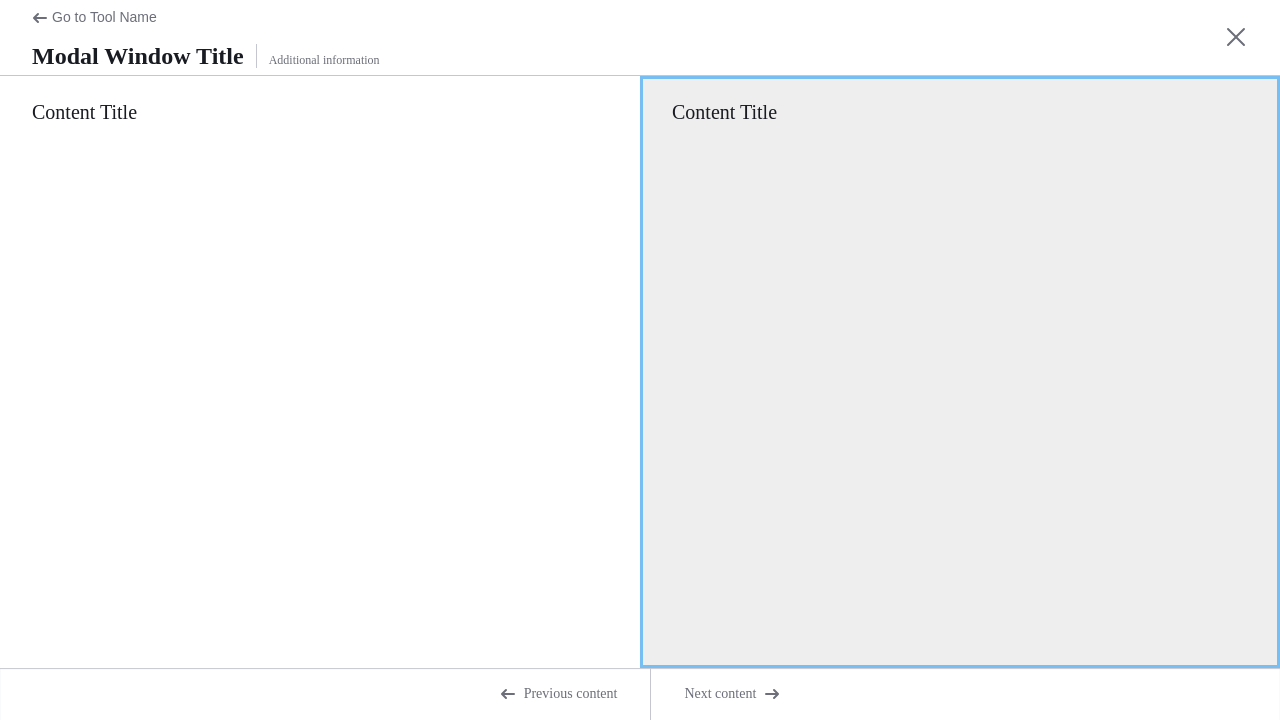 Go to Tool Name
Modal Window Title
Additional information
Content Title
Content Title
Previous content
Next content